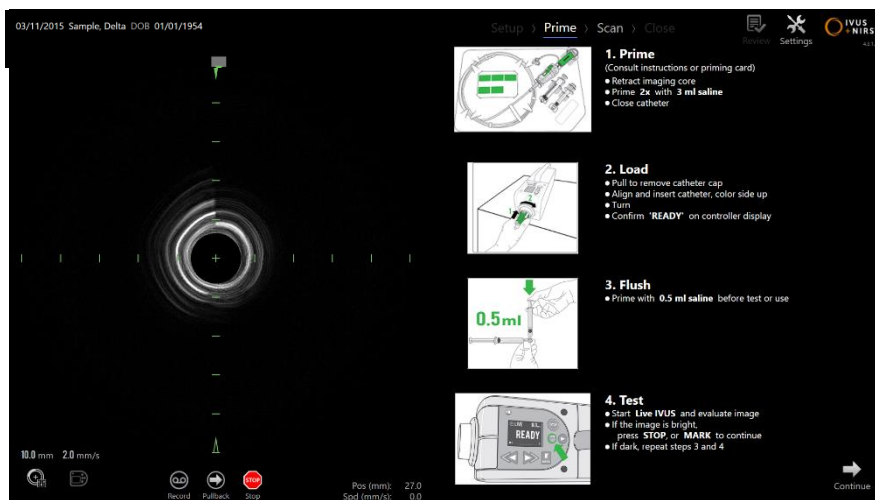 03/11/2015 Sample, Delta DOB 01/01/1954
Setup > Prime > Scan > Close
Review
Settings
IVUS
+NIRS
1. Prime
(Consult instructions or priming card)
• Retract imaging core
• Prime 2x with 3 ml saline
• Close catheter
2. Load
• Pull to remove catheter cap
• Align and insert catheter, color side up
• Turn
• Confirm 'READY' on controller display
3. Flush
• Prime with 0.5 ml saline before test or use
0.5ml
4. Test
• Start Live IVUS and evaluate image
• If the image is bright,
press STOP, or MARK to continue
• If dark, repeat steps 3 and 4
READY
10.0 mm 2.0 mm/s
Record
Pullback
STOP
Stop
Pos (mm): 27.0
Spd (mm/s): 0.0
Continue